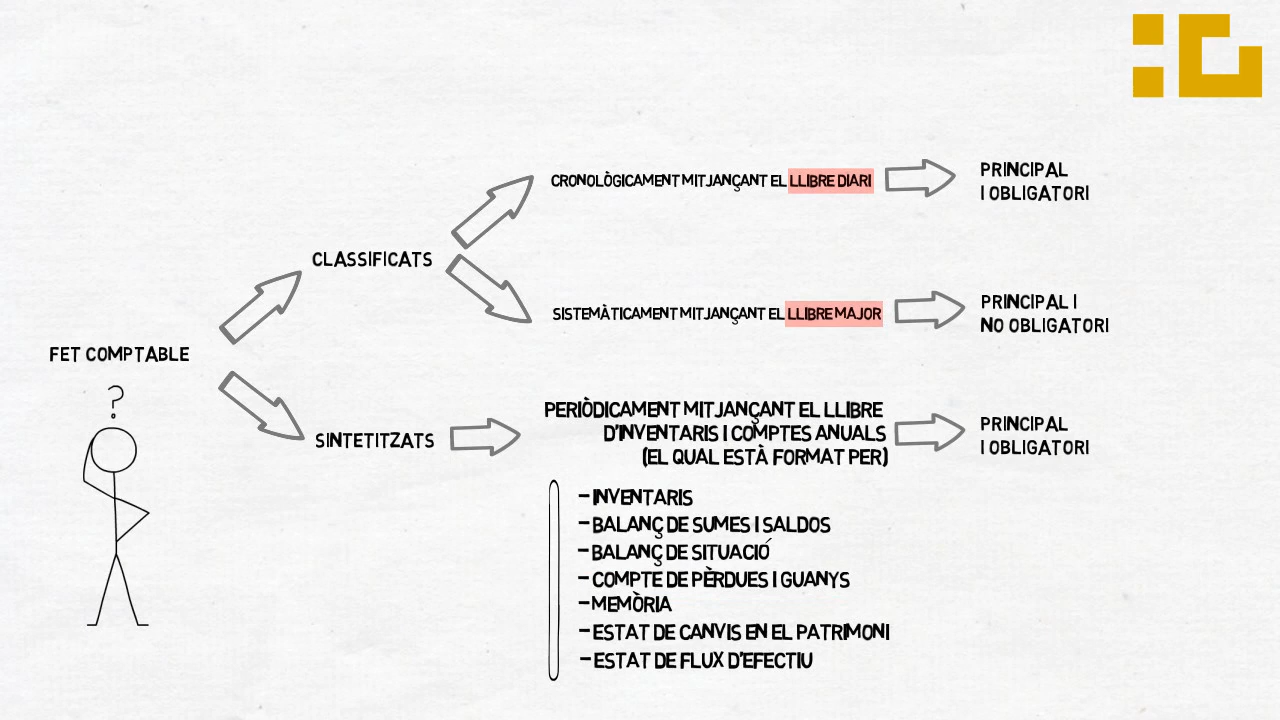 FET COMPTABLE
?
CLASSIFICATS
CRONOLÒGICAMENT MITJANÇANT EL LLIBRE DIARI
PRINCIPAL
I OBLIGATORI
SISTEMÀTICAMENT MITJANÇANT EL LLIBRE MAJOR
PRINCIPAL I
NO OBLIGATORI
SINTETITZATS
PERIÒDICAMENT MITJANÇANT EL LLIBRE
D'INVENTARIS I COMPTES ANUALS
(EL QUAL ESTÀ FORMAT PER)
PRINCIPAL
I OBLIGATORI
- INVENTARIS
- BALANÇ DE SUMES I SALDOS
- BALANÇ DE SITUACIÓ
- COMPTE DE PÈRDUES I GUANYS
- MEMÒRIA
- ESTAT DE CANVIS EN EL PATRIMONI
- ESTAT DE FLUX D'EFECTIU